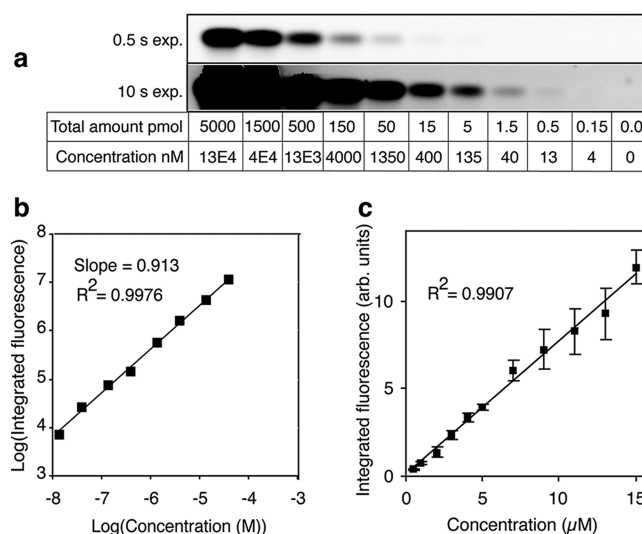 a
0.5 s exp.
10 s exp.
Total amount pmol 5000 1500 500 150 50 15 5 1.5 0.5 0.15 0.0
Concentration nM 13E4 4E4 13E3 4000 1350 400 135 40 13 4 0
b
Log(Integrated fluorescence)
8
7
6
5
4
3
Slope = 0.913
R2= 0.9976
-8 -7 -6 -5 -4 -3
Log(Concentration (M))
c
Integrated fluorescence (arb. units)
10
5
0
R2= 0.9907
0 5 10 15
Concentration (µM)